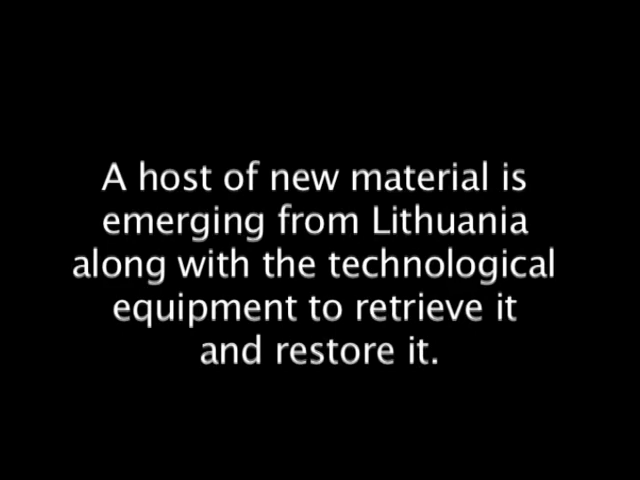 A host of new material is
emerging from Lithuania
along with the technological
equipment to retrieve it
and restore it.